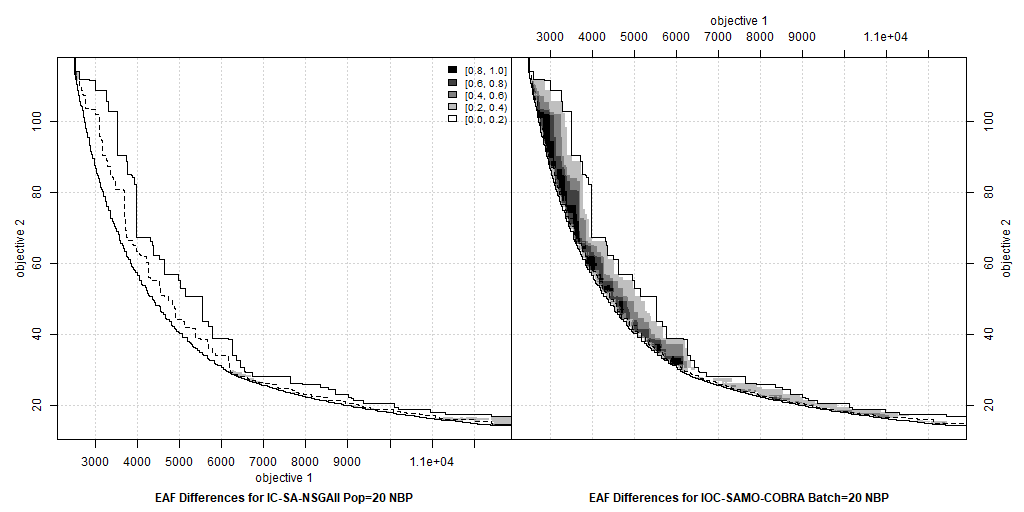 objective 1
3000 4000 5000 6000 7000 8000 9000 1.1e+04
[0.8, 1.0]
[0.6, 0.8)
[0.4, 0.6)
[0.2, 0.4)
[0.0, 0.2)
objective 2
100
80
60
40
20
100
80
60
40
20
objective 2
3000 4000 5000 6000 7000 8000 9000 1.1e+04
objective 1
EAF Differences for IC-SA-NSGAII Pop=20 NBP
EAF Differences for IOC-SAMO-COBRA Batch=20 NBP